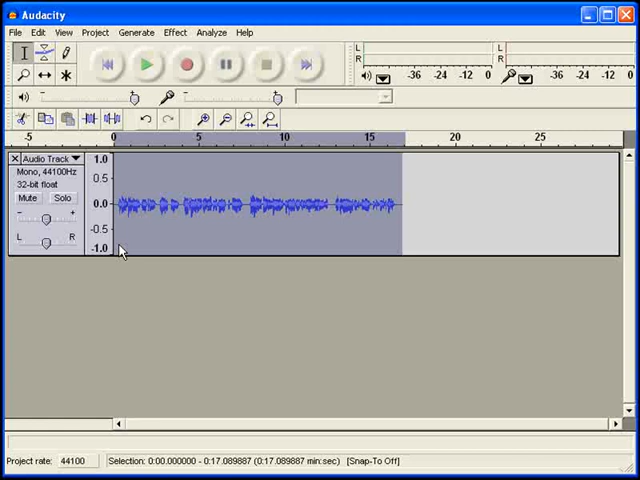 Audacity
File Edit View Project Generate Effect Analyze Help
L
R
-36 -24 -12 0
L
R
-36 -24 -12 0
- +
- +
-5 0 5 10 15 20 25
Audio Track
Mono, 44100Hz
32-bit float
Mute Solo
- +
L R
1.0
0.5
0.0
-0.5
-1.0
Project rate: 44100 Selection: 0:00.000000 - 0:17.089887 (0:17.089887 min:sec) [Snap-To Off]